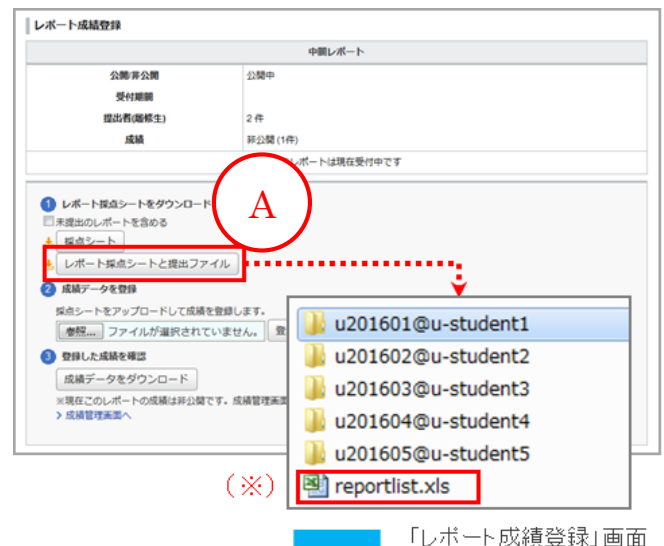 レポート成績登録
中間レポート
公開/非公開 公開中
受付期間
提出者(履修生) 2 件
成績 非公開 (1件)
レポートは現在受付中です
1 レポート採点シートをダウンロード
未提出のレポートを含める
採点シート
レポート採点シートと提出ファイル
A
2 成績データを登録
採点シートをアップロードして成績を登録します。
参照... ファイルが選択されていません。 登
3 登録した成績を確認
成績データをダウンロード
※現在このレポートの成績は非公開です。成績管理画面
> 成績管理画面へ
u201601@u-student1
u201602@u-student2
u201603@u-student3
u201604@u-student4
u201605@u-student5
(※) reportlist.xls
「レポート成績登録」画面